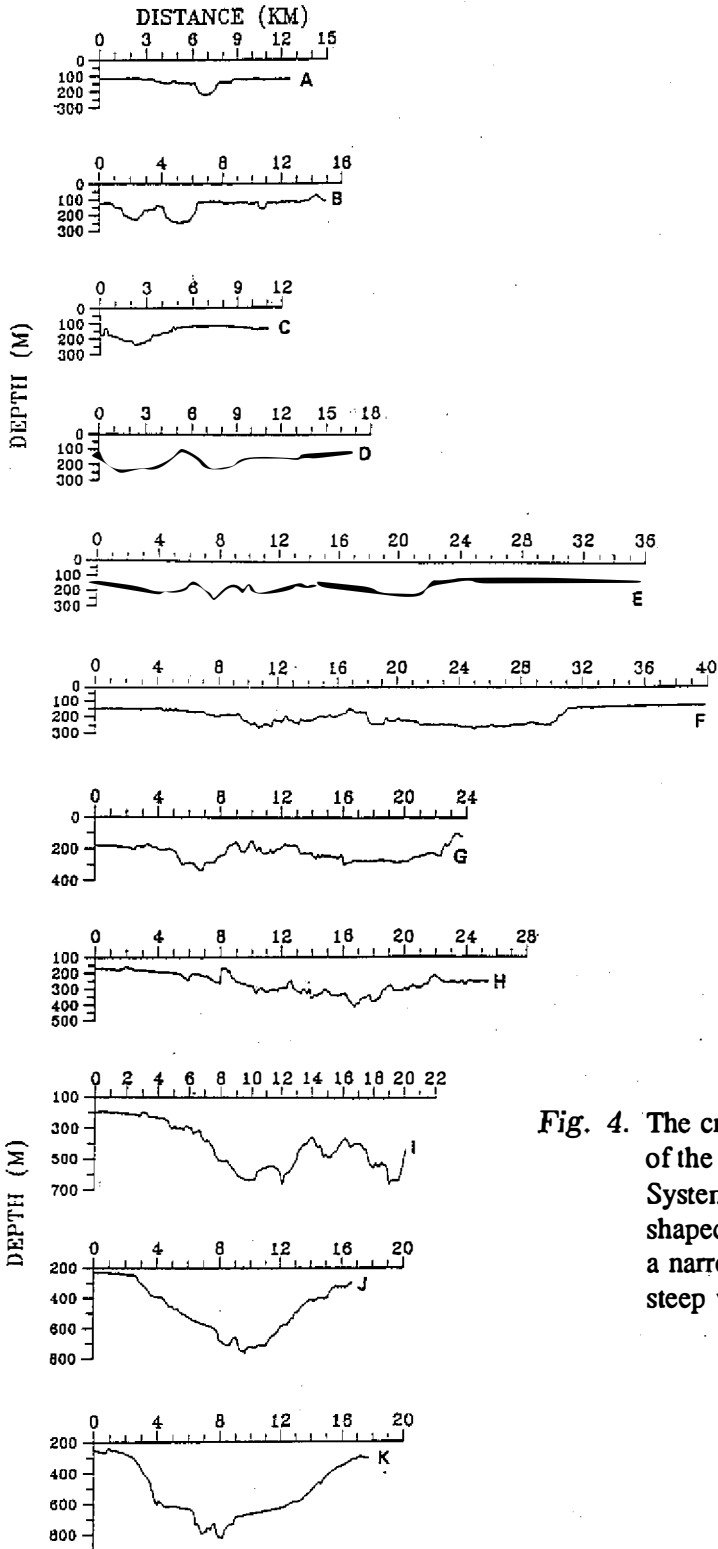 DISTANCE (KM)
0 3 6 9 12 15
0
100
200
300
A
0 4 8 12 16
0
100
200
300
B
0 3 6 9 12
0
100
200
300
C
DEPTH (M)
0 3 6 9 12 15 18
0
100
200
300
D
0 4 8 12 16 20 24 28 32 36
0
100
200
300
E
0 4 8 12 16 20 24 28 32 36 40
0
100
200
300
F
0 4 8 12 16 20 24
0
200
400
G
0 4 8 12 16 20 24 28
100
200
300
400
500
H
0 2 4 6 8 10 12 14 16 18 20 22
100
300
500
700
I
DEPTH (M)
0 4 8 12 16 20
200
400
600
800
J
0 4 8 12 16 20
200
400
600
800
K
Fig. 4. The cr
of the
System
shaped
a narro
steep